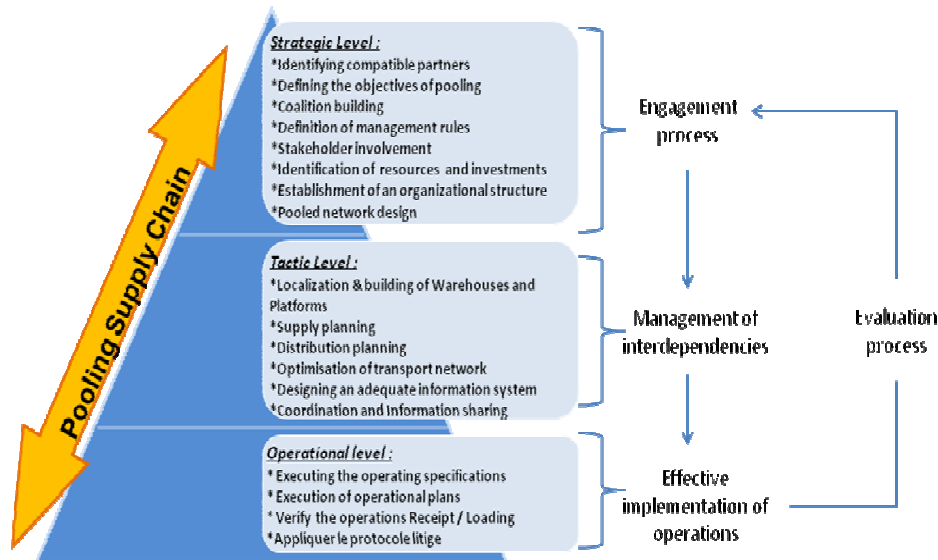 Pooling Supply Chain
Strategic Level :
*Identifying compatible partners
*Defining the objectives of pooling
*Coalition building
*Definition of management rules
*Stakeholder involvement
*Identification of resources and investments
*Establishment of an organizational structure
*Pooled network design
Tactic Level :
*Localization & building of Warehouses and
Platforms
*Supply planning
*Distribution planning
*Optimisation of transport network
*Designing an adequate information system
*Coordination and Information sharing
Operational level :
* Executing the operating specifications
* Execution of operational plans
* Verify the operations Receipt / Loading
* Appliquer le protocole litige
Engagement
process
Management of
interdependencies
Effective
implementation of
operations
Evaluation
process